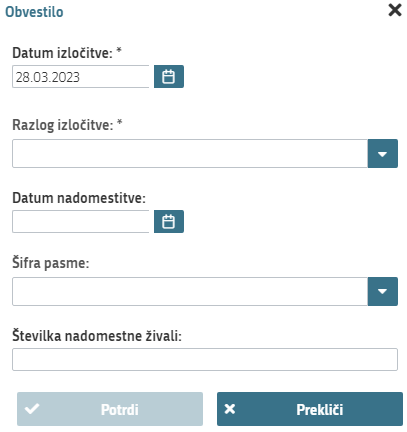 Obvestilo
Datum izločitve: *
28.03.2023
Razlog izločitve: *
Datum nadomestitve:
Šifra pasme:
Številka nadomestne živali:
Potrdi Prekliči